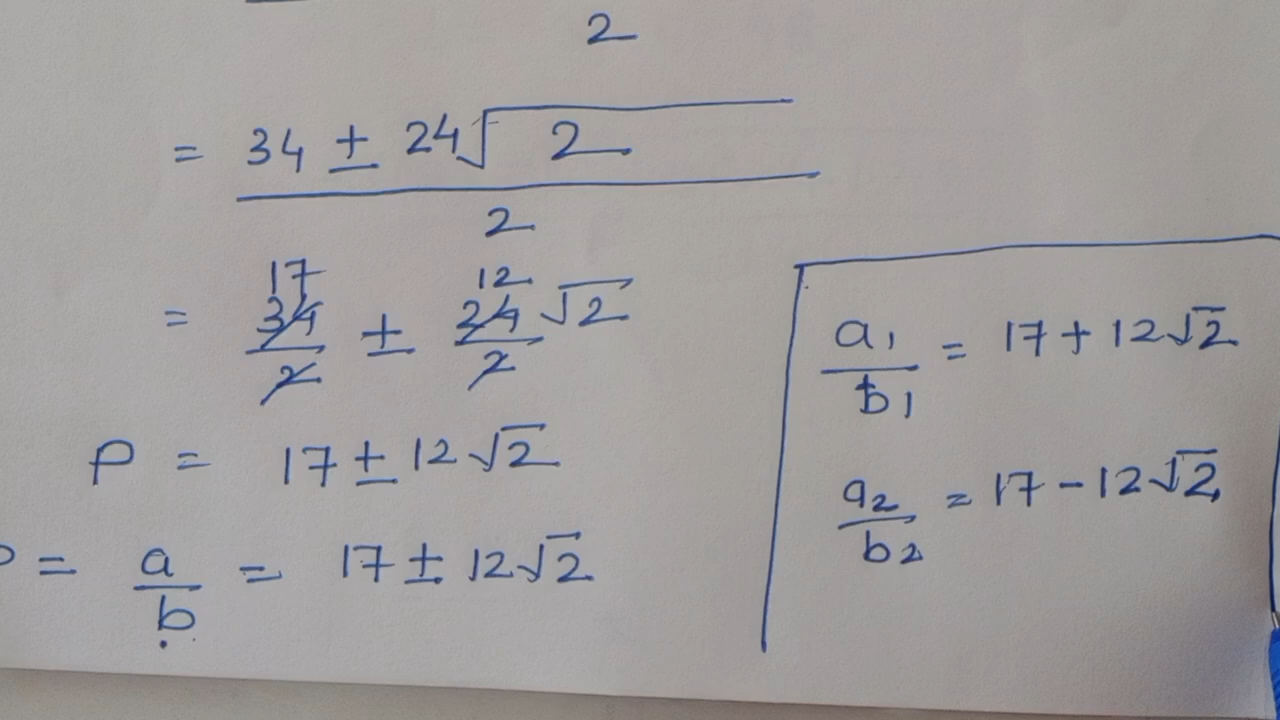 2
= 34 ± 24√2
2
= 34/2 ± 24/2 √2
17 12
P = 17 ± 12√2
= a/b = 17 ± 12√2
a₁/b₁ = 17 + 12√2
a₂/b₂ = 17 - 12√2